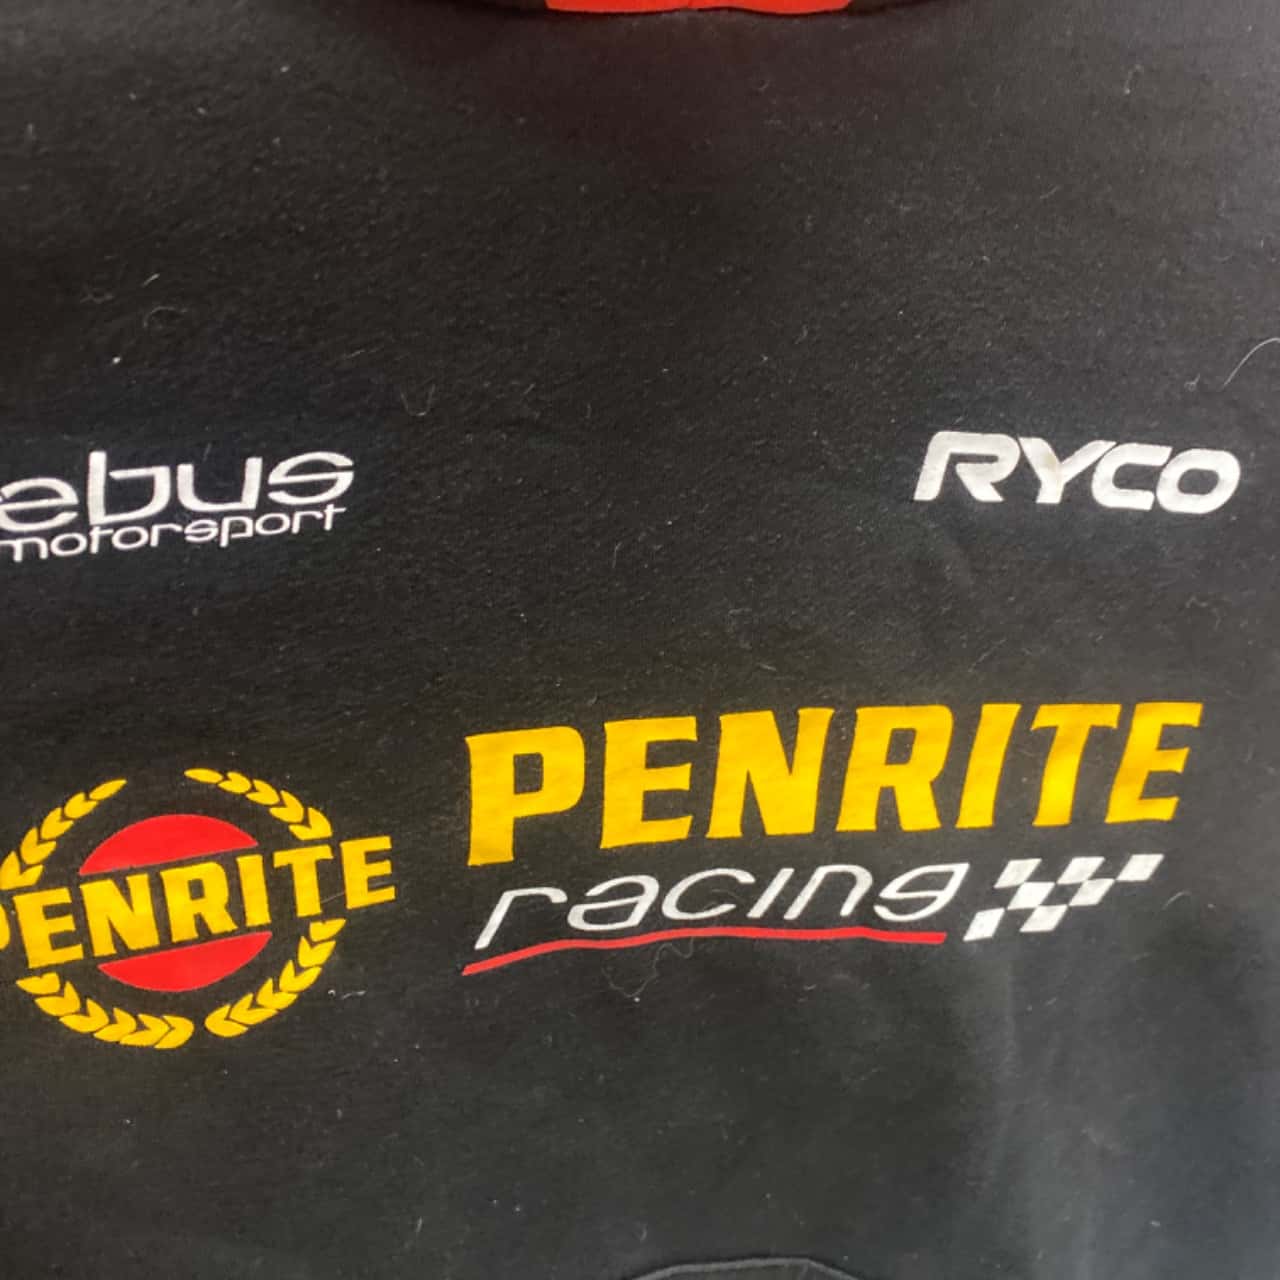 ebus
motorsport
RYCO
PENRITE
racing
PENRITE